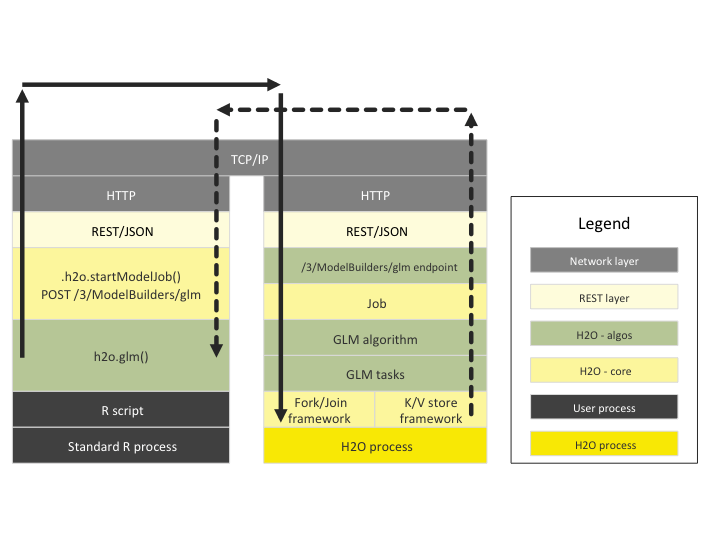 TCP/IP
HTTP
REST/JSON
.h2o.startModelJob()
POST /3/ModelBuilders/glm
h2o.glm()
R script
Standard R process
HTTP
REST/JSON
/3/ModelBuilders/glm endpoint
Job
GLM algorithm
GLM tasks
Fork/Join
framework
K/V store
framework
H2O process
Legend
Network layer
REST layer
H2O - algos
H2O - core
User process
H2O process